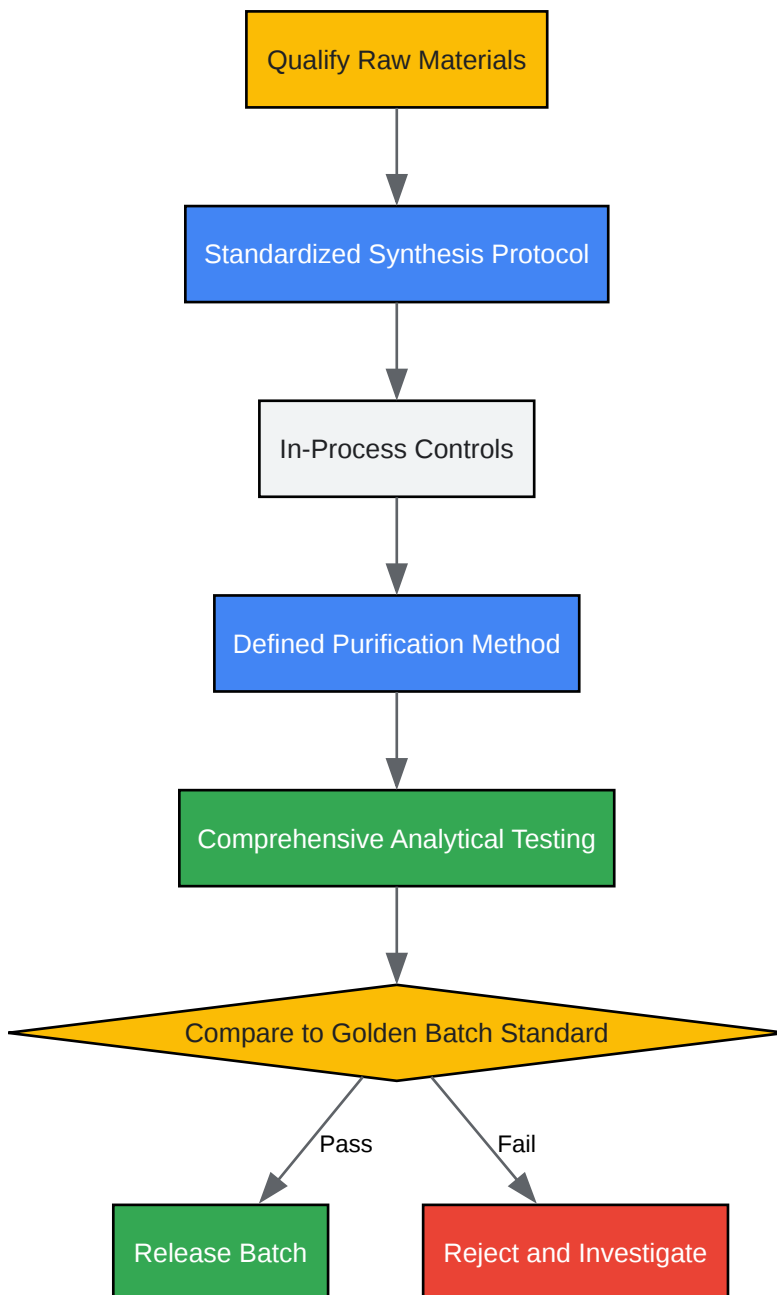 Qualify Raw Materials
Standardized Synthesis Protocol
In-Process Controls
Defined Purification Method
Comprehensive Analytical Testing
Compare to Golden Batch Standard
Pass
Fail
Release Batch
Reject and Investigate